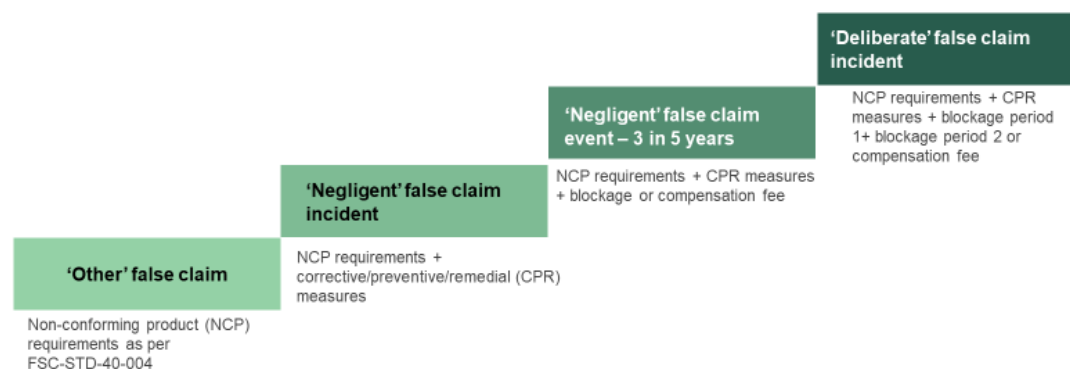 'Deliberate' false claim
incident
NCP requirements + CPR
measures + blockage period
1+ blockage period 2 or
compensation fee
'Negligent' false claim
event – 3 in 5 years
NCP requirements + CPR measures
+ blockage or compensation fee
'Negligent' false claim
incident
NCP requirements +
corrective/preventive/remedial (CPR)
measures
'Other' false claim
Non-conforming product (NCP)
requirements as per
FSC-STD-40-004